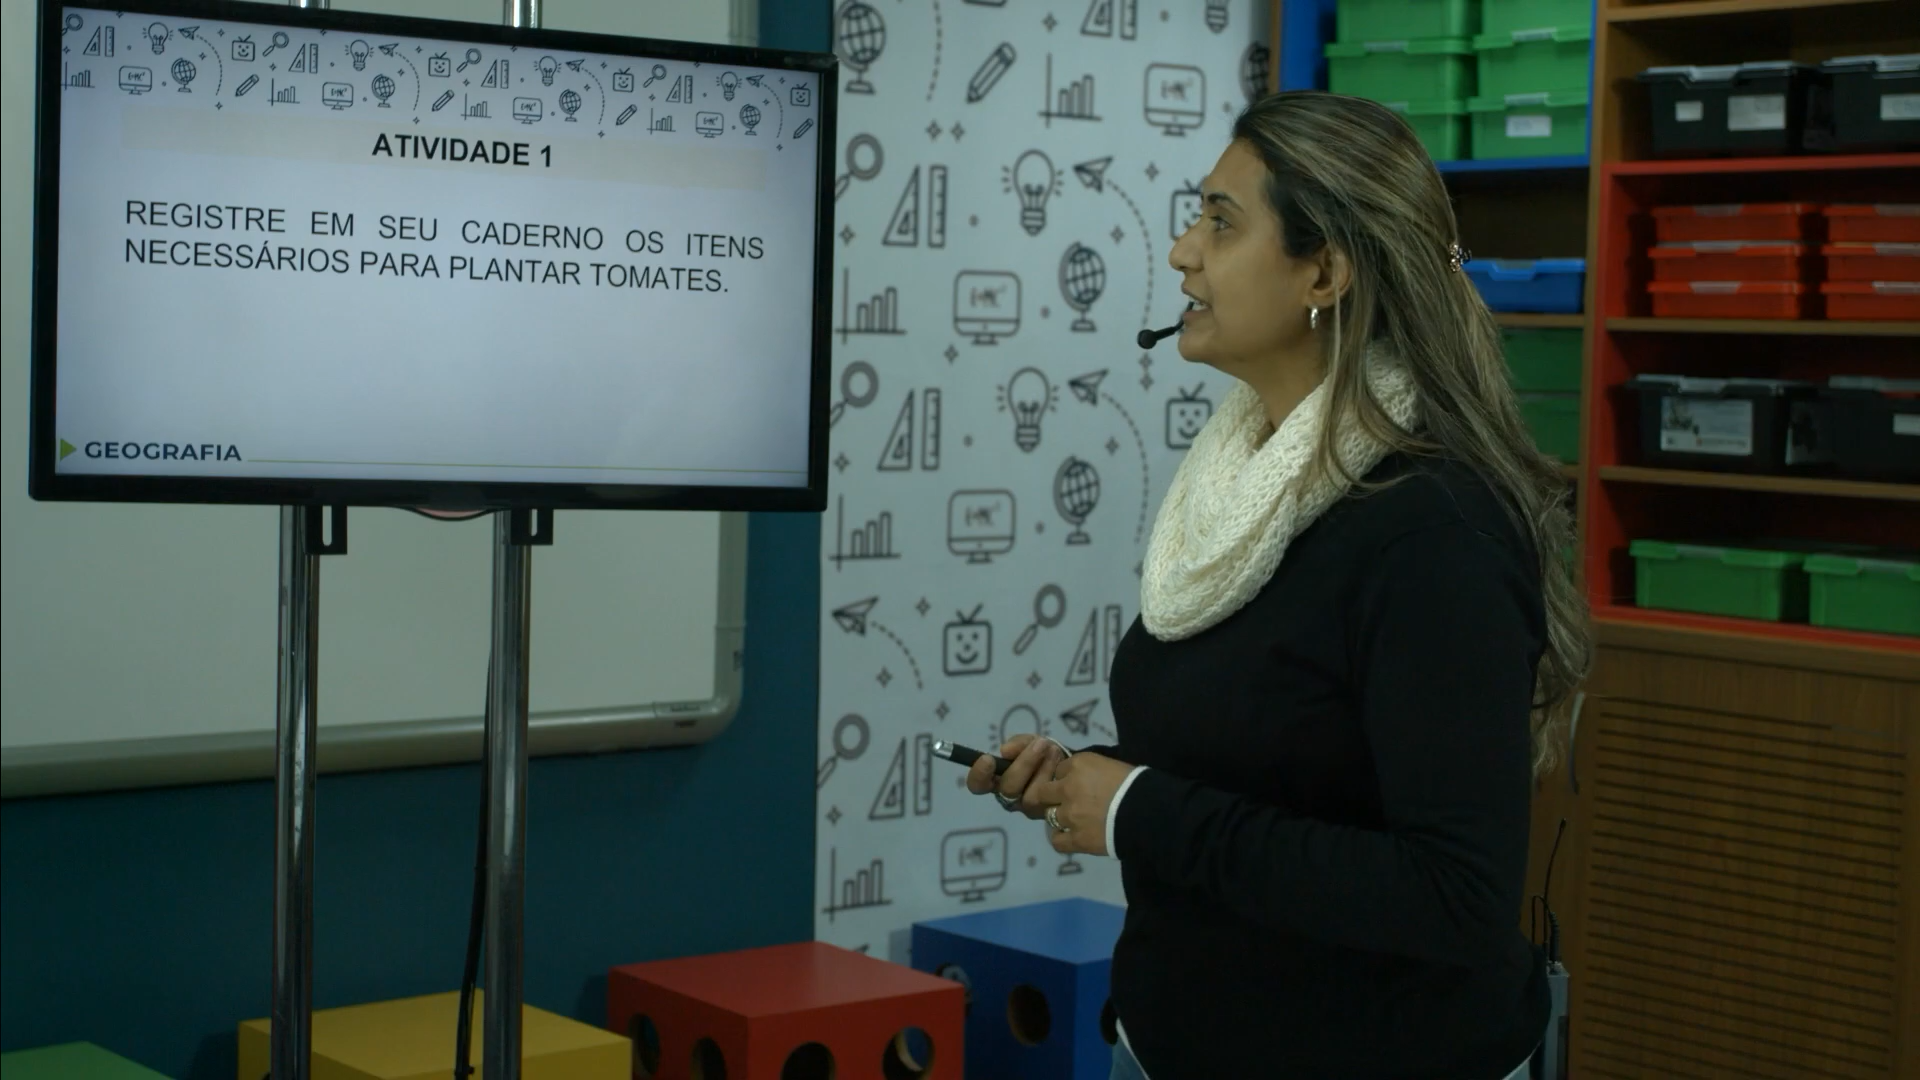 ATIVIDADE 1
REGISTRE EM SEU CADERNO OS ITENS
NECESSÁRIOS PARA PLANTAR TOMATES.
GEOGRAFIA